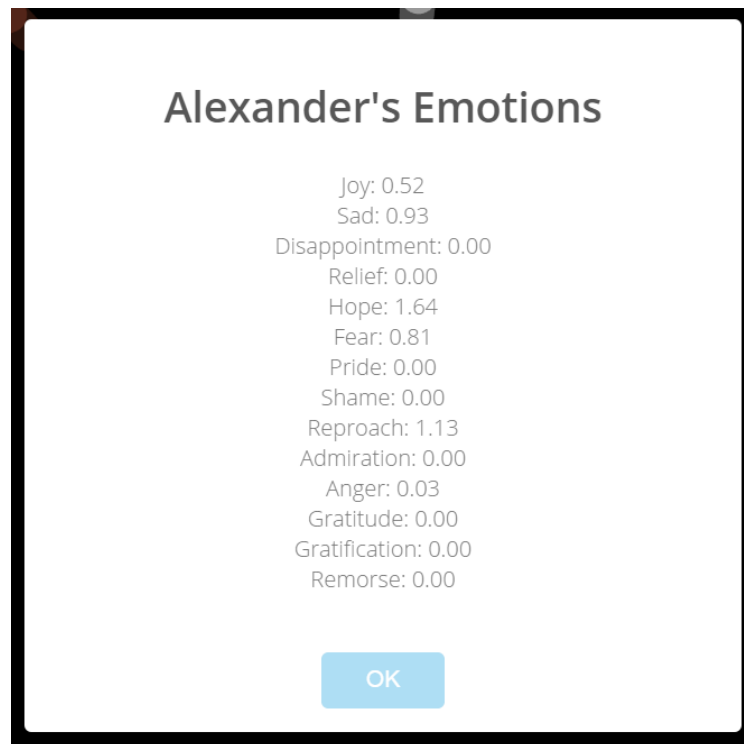 Alexander's Emotions
Joy: 0.52
Sad: 0.93
Disappointment: 0.00
Relief: 0.00
Hope: 1.64
Fear: 0.81
Pride: 0.00
Shame: 0.00
Reproach: 1.13
Admiration: 0.00
Anger: 0.03
Gratitude: 0.00
Gratification: 0.00
Remorse: 0.00
OK